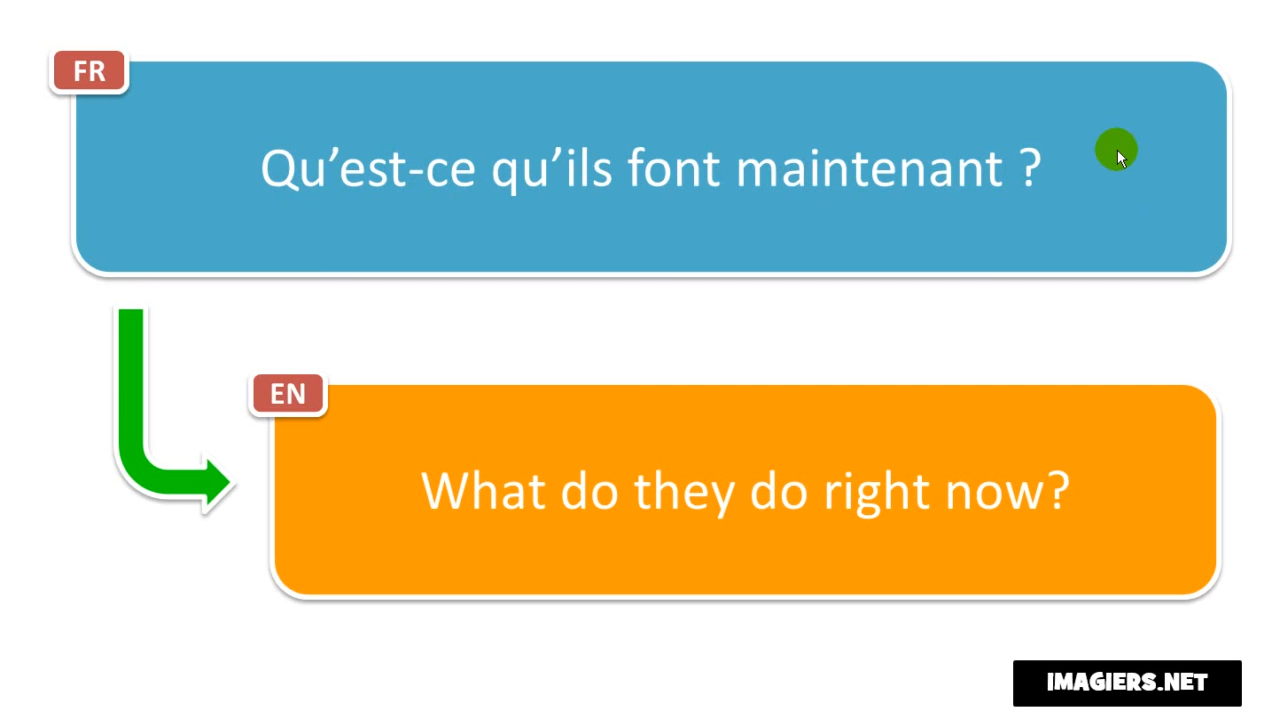 FR
Qu’est-ce qu’ils font maintenant ?
EN
What do they do right now?
IMAGIERS.NET